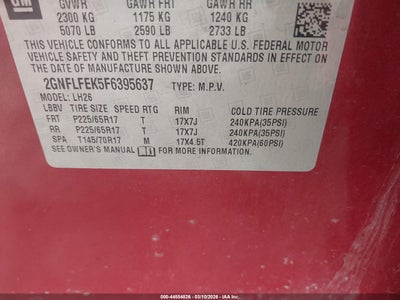 GM
GVWR GAWR FRT GAWR RR
2300 KG 1175 KG 1240 KG
5070 LB 2590 LB 2733 LB
THIS VEHICLE CONFORMS TO ALL APPLICABLE U.S. FEDERAL MOTOR
VEHICLE SAFETY AND THEFT PREVENTION STANDARDS IN EFFECT ON
THE DATE OF MANUFACTURE SHOWN ABOVE.
2GNFLFEK5F6395637 TYPE: M.P.V.
MODEL: LH26
LBBV TIRE SIZE SPEED RTG RIM COLD TIRE PRESSURE
FRT P225/65R17 T 17X7J 240KPA(35PSI)
RR P225/65R17 T 17X7J 240KPA(35PSI)
SPA T145/70R17 M 17X4.5T 420KPA(60PSI)
SEE OWNER'S MANUAL FOR MORE INFORMATION.
000-44554826 - 03/10/2026 - IAA Inc.